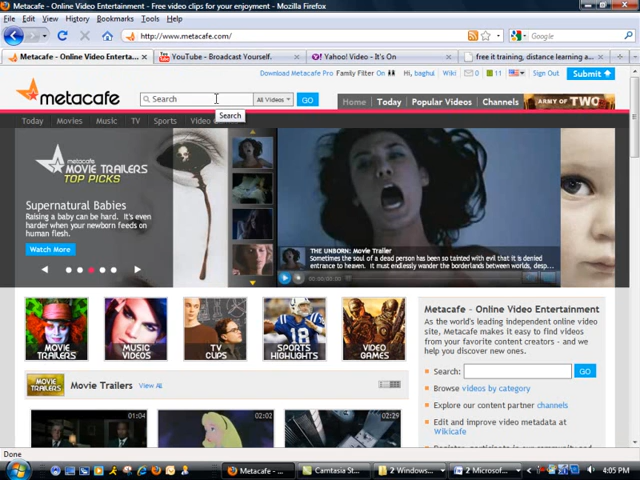 Metacafe - Online Video Entertainment - Free video clips for your enjoyment - Mozilla Firefox
File Edit View History Bookmarks Tools Help
http://www.metacafe.com/
Google
Metacafe - Online Video Enterta...
YouTube - Broadcast Yourself.
Yahoo! Video - It's On
free it training, distance learning a...
Download Metacafe Pro Family Filter On Hi, baghul Wiki 0 11 Sign Out Submit
metacafe
Search
All Videos
GO
Home Today Popular Videos Channels ARMY OF TWO
Search
Today Movies Music TV Sports Video
metacafe
MOVIE TRAILERS
TOP PICKS
Supernatural Babies
Raising a baby can be hard. It's even
harder when your newborn feeds on
human flesh.
Watch More
THE UNBORN: Movie Trailer
Sometimes the soul of a dead person has been so tainted with evil that it is denied
entrance to heaven. It must endlessly wander the borderlands between worlds, desp...
MOVIE TRAILERS
MUSIC VIDEOS
TV CLIPS
SPORTS HIGHLIGHTS
VIDEO GAMES
Metacafe - Online Video Entertainment
As the world's leading independent online video
site, Metacafe makes it easy to find videos
from your favorite content creators - and we
help you discover new ones.
Search:
GO
Browse videos by category
Explore our content partner channels
Edit and improve video metadata at
Wikicafe
MOVIE TRAILERS
Movie Trailers View All
01:04
02:02
02:29
Done
Metacafe - ...
Camtasia St...
2 Windows...
2 Microsof...
4:05 PM